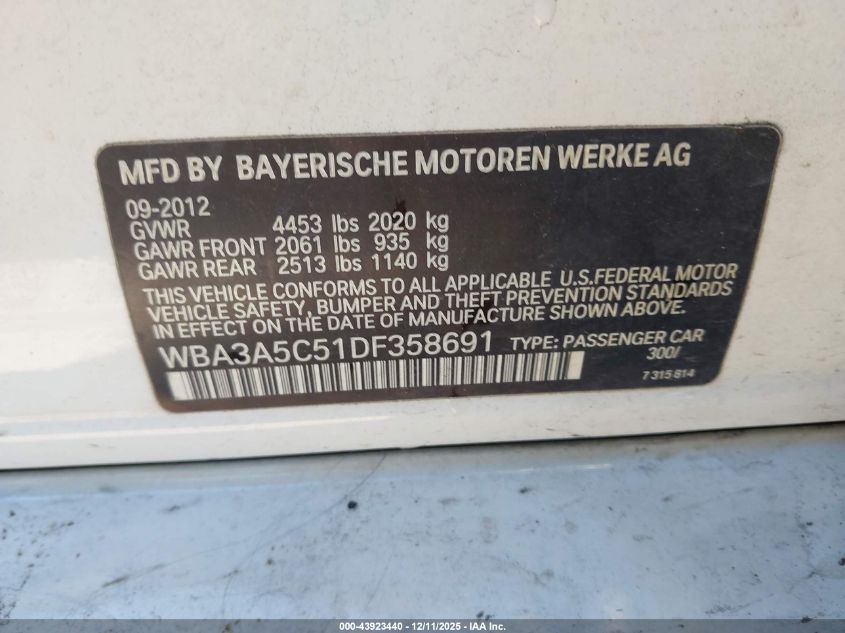 MFD BY BAYERISCHE MOTOREN WERKE AG
09-2012
GVWR 4453 lbs 2020 kg
GAWR FRONT 2061 lbs 935 kg
GAWR REAR 2513 lbs 1140 kg
THIS VEHICLE CONFORMS TO ALL APPLICABLE U.S.FEDERAL MOTOR
VEHICLE SAFETY, BUMPER AND THEFT PREVENTION STANDARDS
IN EFFECT ON THE DATE OF MANUFACTURE SHOWN ABOVE.
WBA3A5C51DF358691 TYPE: PASSENGER CAR
300/
7 315 814
000-43923440 - 12/11/2025 - IAA Inc.